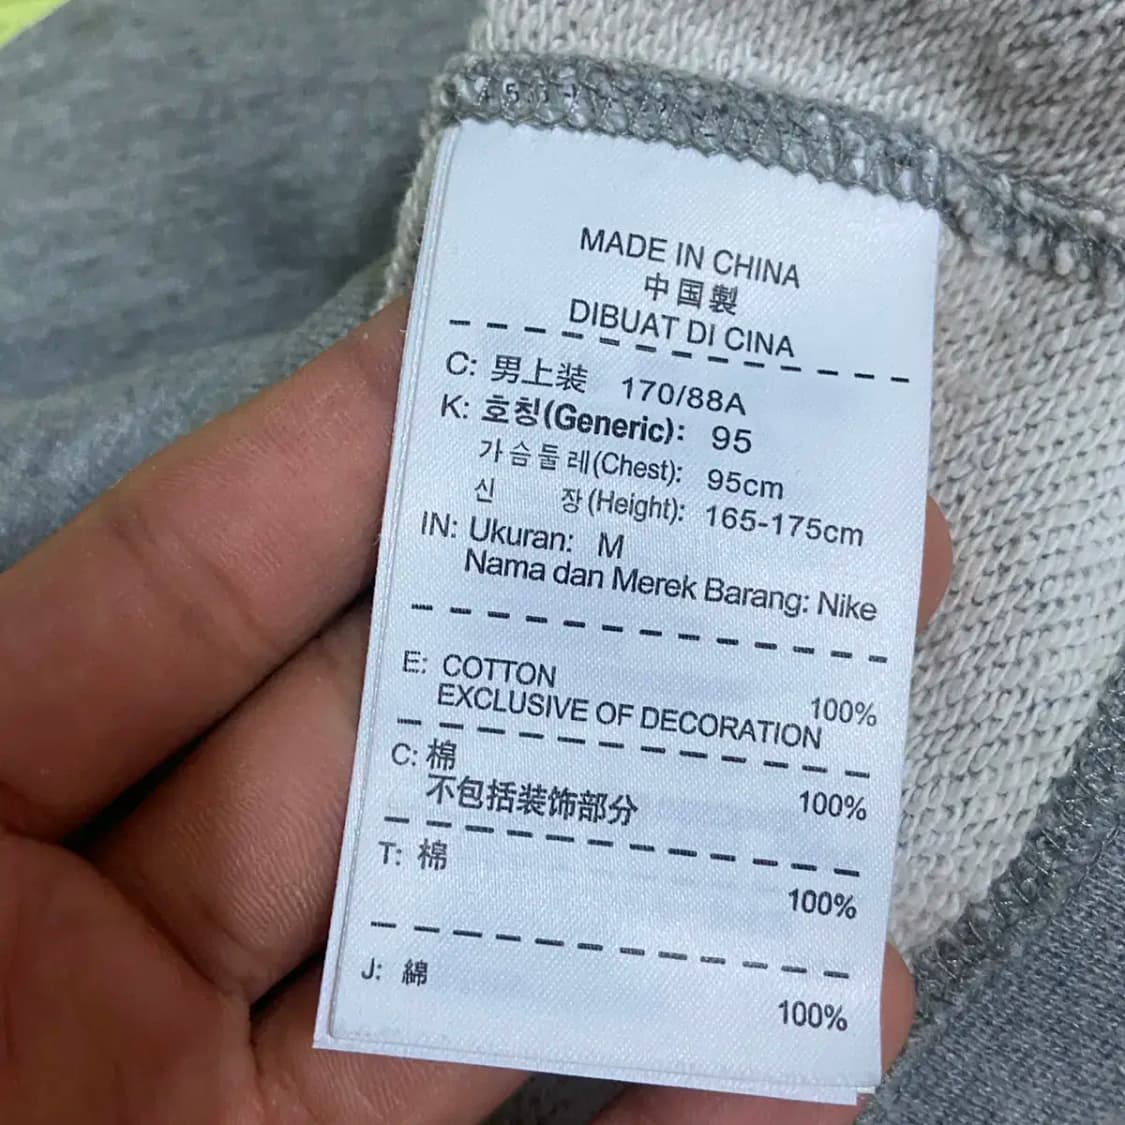 MADE IN CHINA
中国製
DIBUAT DI CINA
C: 男上装 170/88A
K: 호칭(Generic): 95
가슴둘레(Chest): 95cm
신 장(Height): 165-175cm
IN: Ukuran: M
Nama dan Merek Barang: Nike
E: COTTON 100%
EXCLUSIVE OF DECORATION
C: 棉 100%
不包括装饰部分
T: 棉 100%
J: 綿 100%